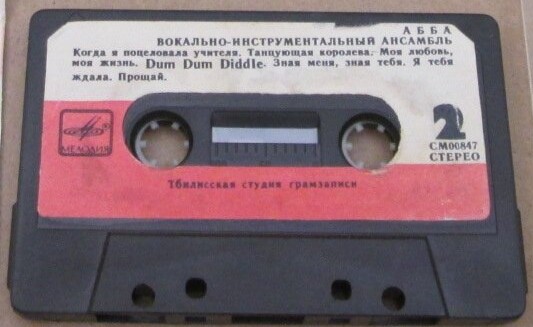 АББА
ВОКАЛЬНО-ИНСТРУМЕНТАЛЬНЫЙ АНСАМБЛЬ
Когда я поцеловала учителя. Танцующая королева. Моя любовь,
моя жизнь. Dum Dum Diddle. Зная меня, зная тебя. Я тебя
ждала. Прощай.
2
МЕЛОДИЯ
СМ00847
СТЕРЕО
Тбилисская студия грамзаписи